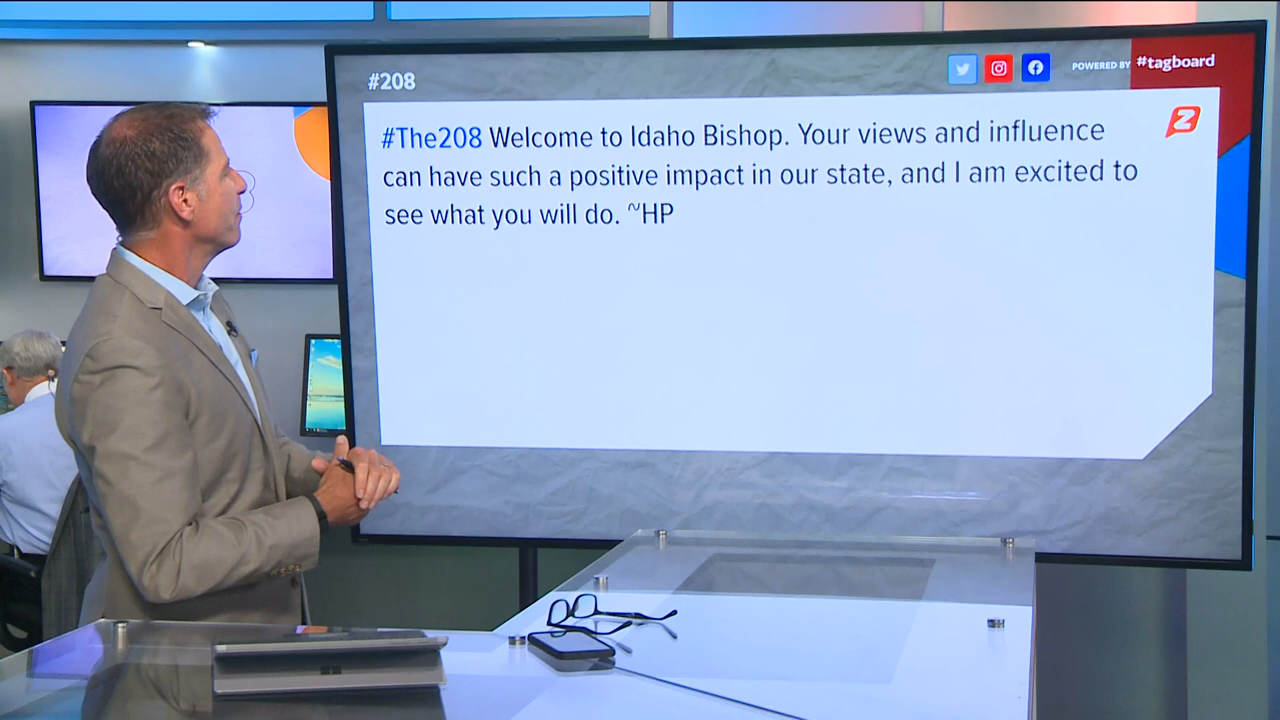 #208
POWERED BY #tagboard
#The208 Welcome to Idaho Bishop. Your views and influence
can have such a positive impact in our state, and I am excited to
see what you will do. ~HP